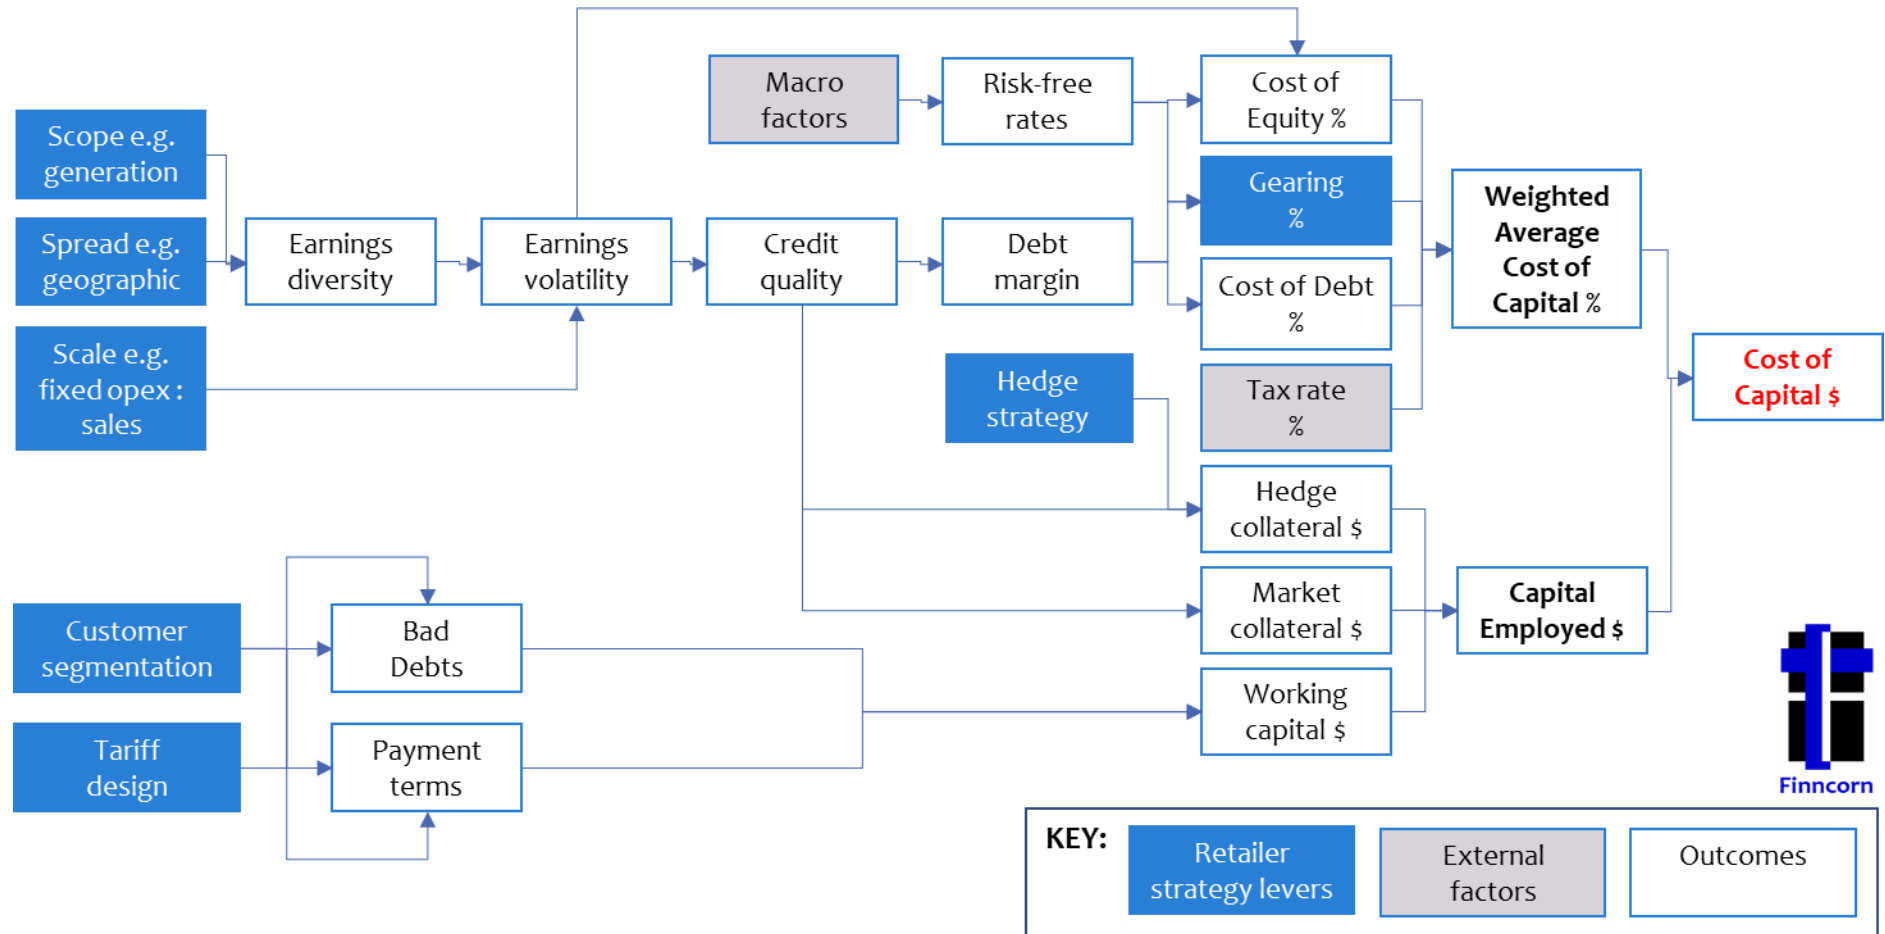 Macro
factors
Risk-free
rates
Cost of
Equity %
Scope e.g.
generation
Gearing
%
Weighted
Average
Cost of
Capital %
Spread e.g.
geographic
Earnings
diversity
Earnings
volatility
Credit
quality
Debt
margin
Cost of Debt
%
Scale e.g.
fixed opex :
sales
Hedge
strategy
Tax rate
%
Cost of
Capital $
Hedge
collateral $
Market
collateral $
Capital
Employed $
Customer
segmentation
Bad
Debts
Working
capital $
Tariff
design
Payment
terms
Finncorn
KEY:
Retailer
strategy levers
External
factors
Outcomes